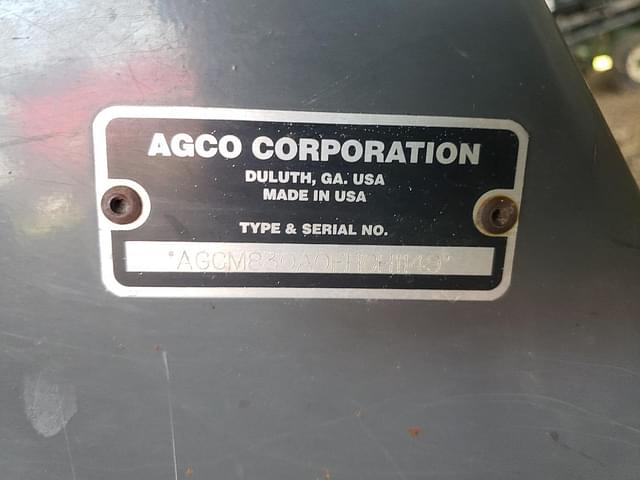 AGCO CORPORATION
DULUTH, GA. USA
MADE IN USA
TYPE & SERIAL NO.